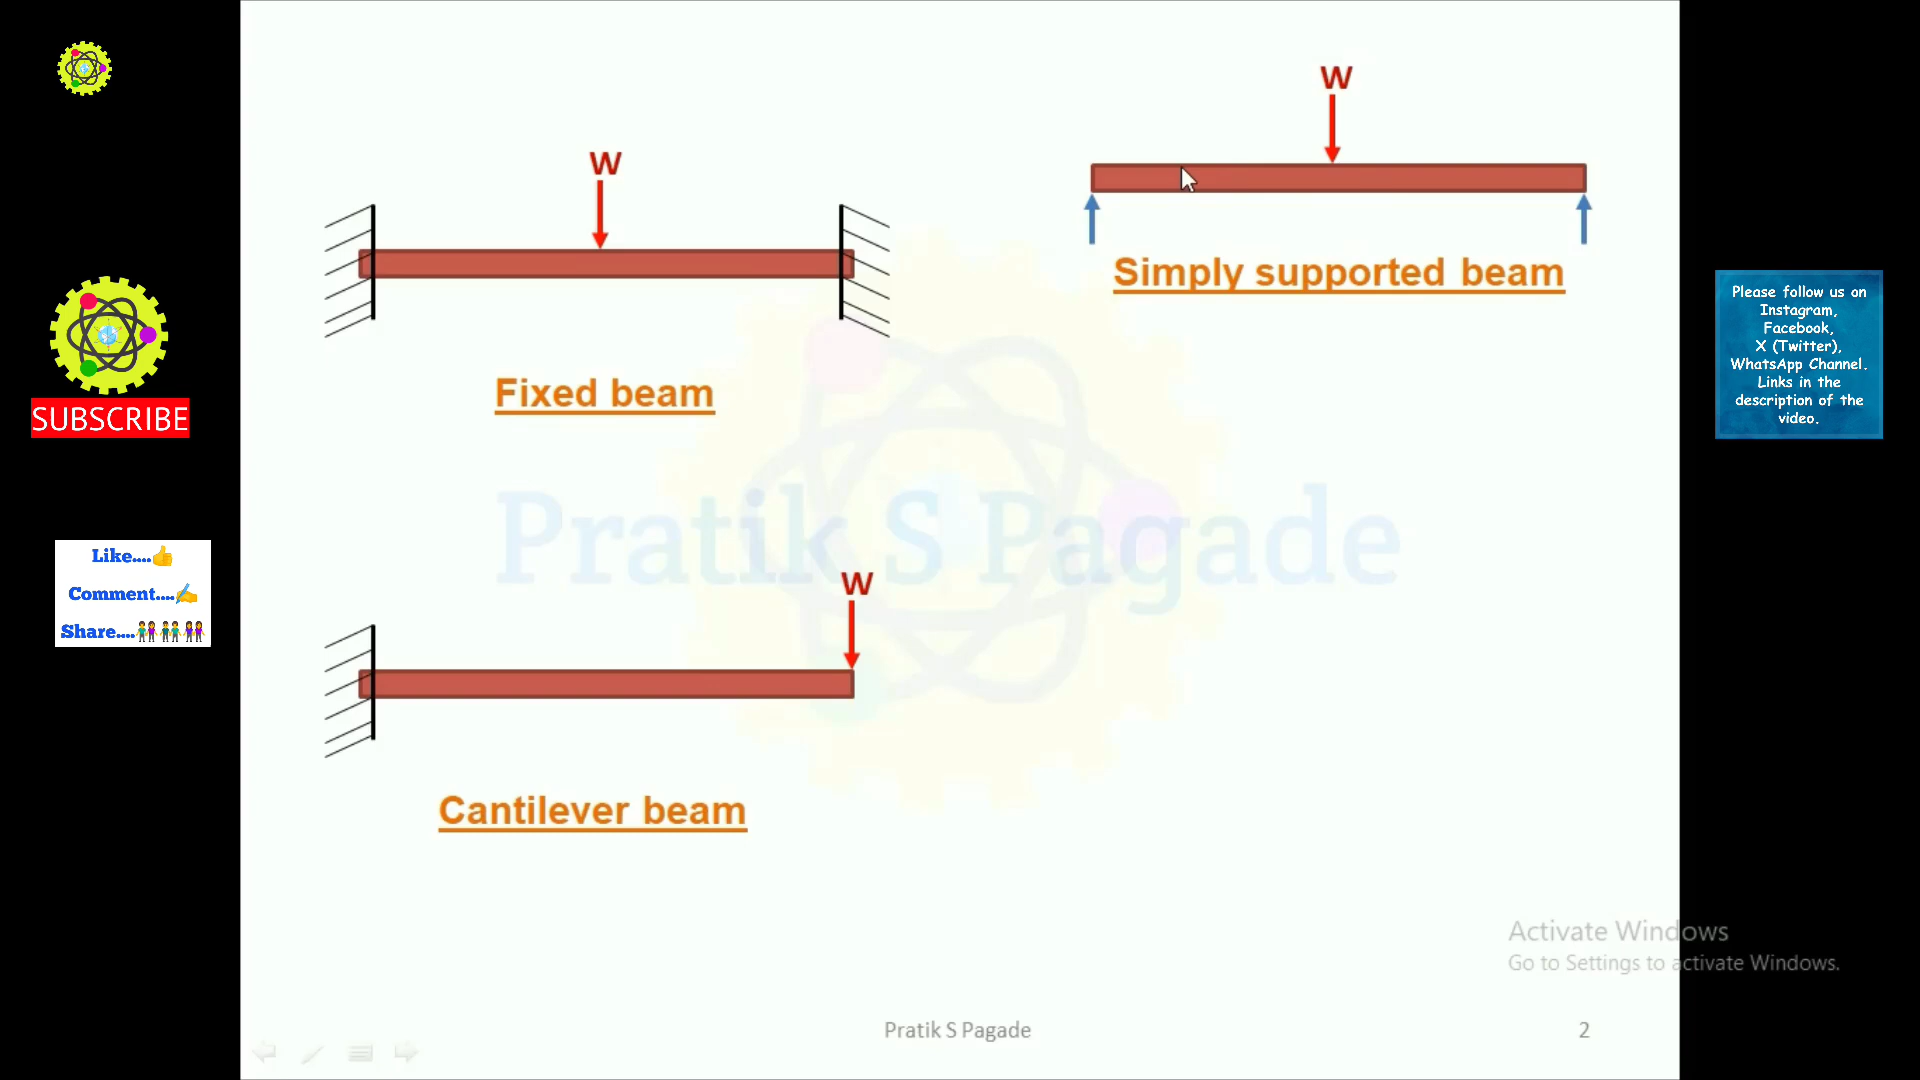 W
W
Simply supported beam
Fixed beam
Please follow us on
Instagram,
Facebook,
X (Twitter),
WhatsApp Channel.
Links in the
description of the
video.
SUBSCRIBE
Pratik S Pagade
Like....👍
Comment....✍
Share....👫👫👭
W
Cantilever beam
Activate Windows
Go to Settings to activate Windows.
Pratik S Pagade
2